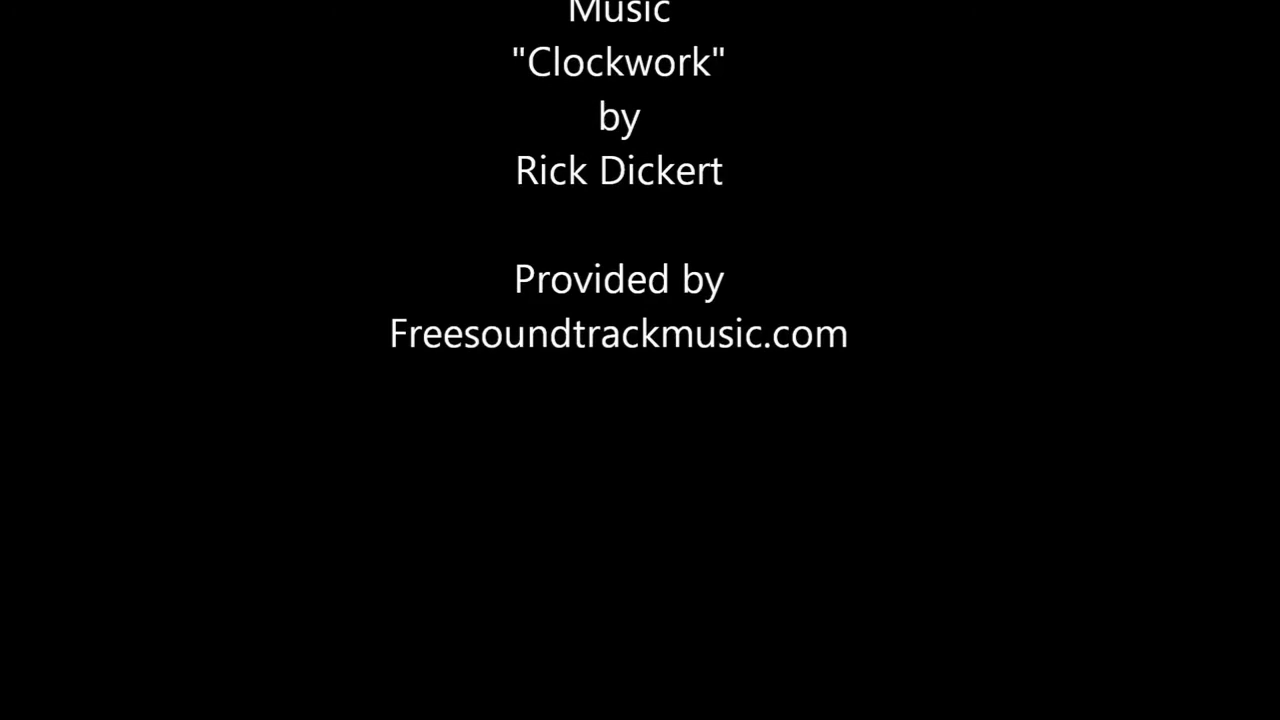 Music
"Clockwork"
by
Rick Dickert
Provided by
Freesoundtrackmusic.com